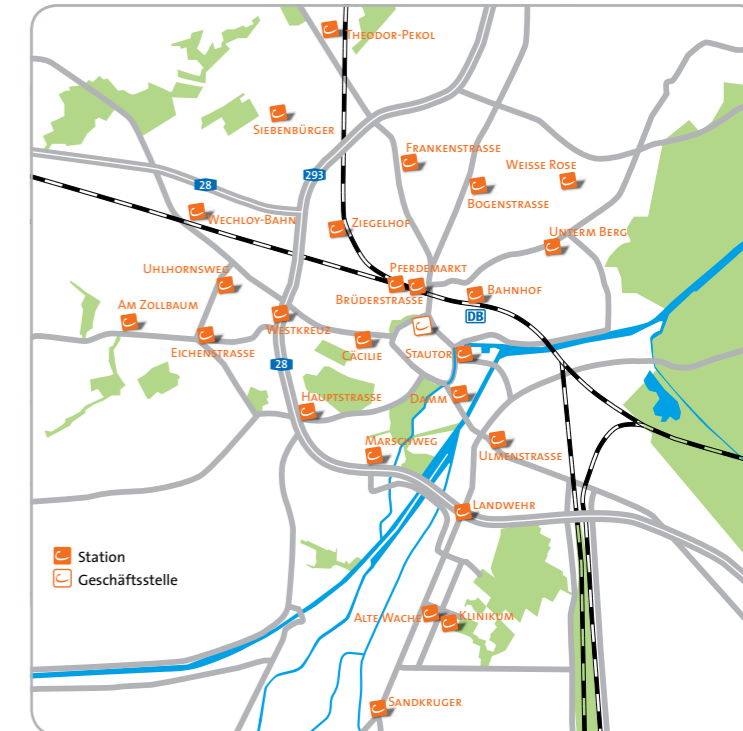 Theodor-Pekol
Siebenbürger
Frankenstrasse
Weisse Rose
293
28
Bogenstrasse
Wechloy-Bahn
Ziegelhof
Unterm Berg
Uhlhornsweg
Pferdemarkt
Bahnhof
Brüderstrasse
Am Zollbaum
DB
Westkreuz
Eichenstrasse
Cäcilie
Stautor
28
Hauptstrasse
Damm
Marschweg
Ulmenstrasse
Landwehr
Station
Geschäftsstelle
Alte Wache
Klinikum
Sandkruger